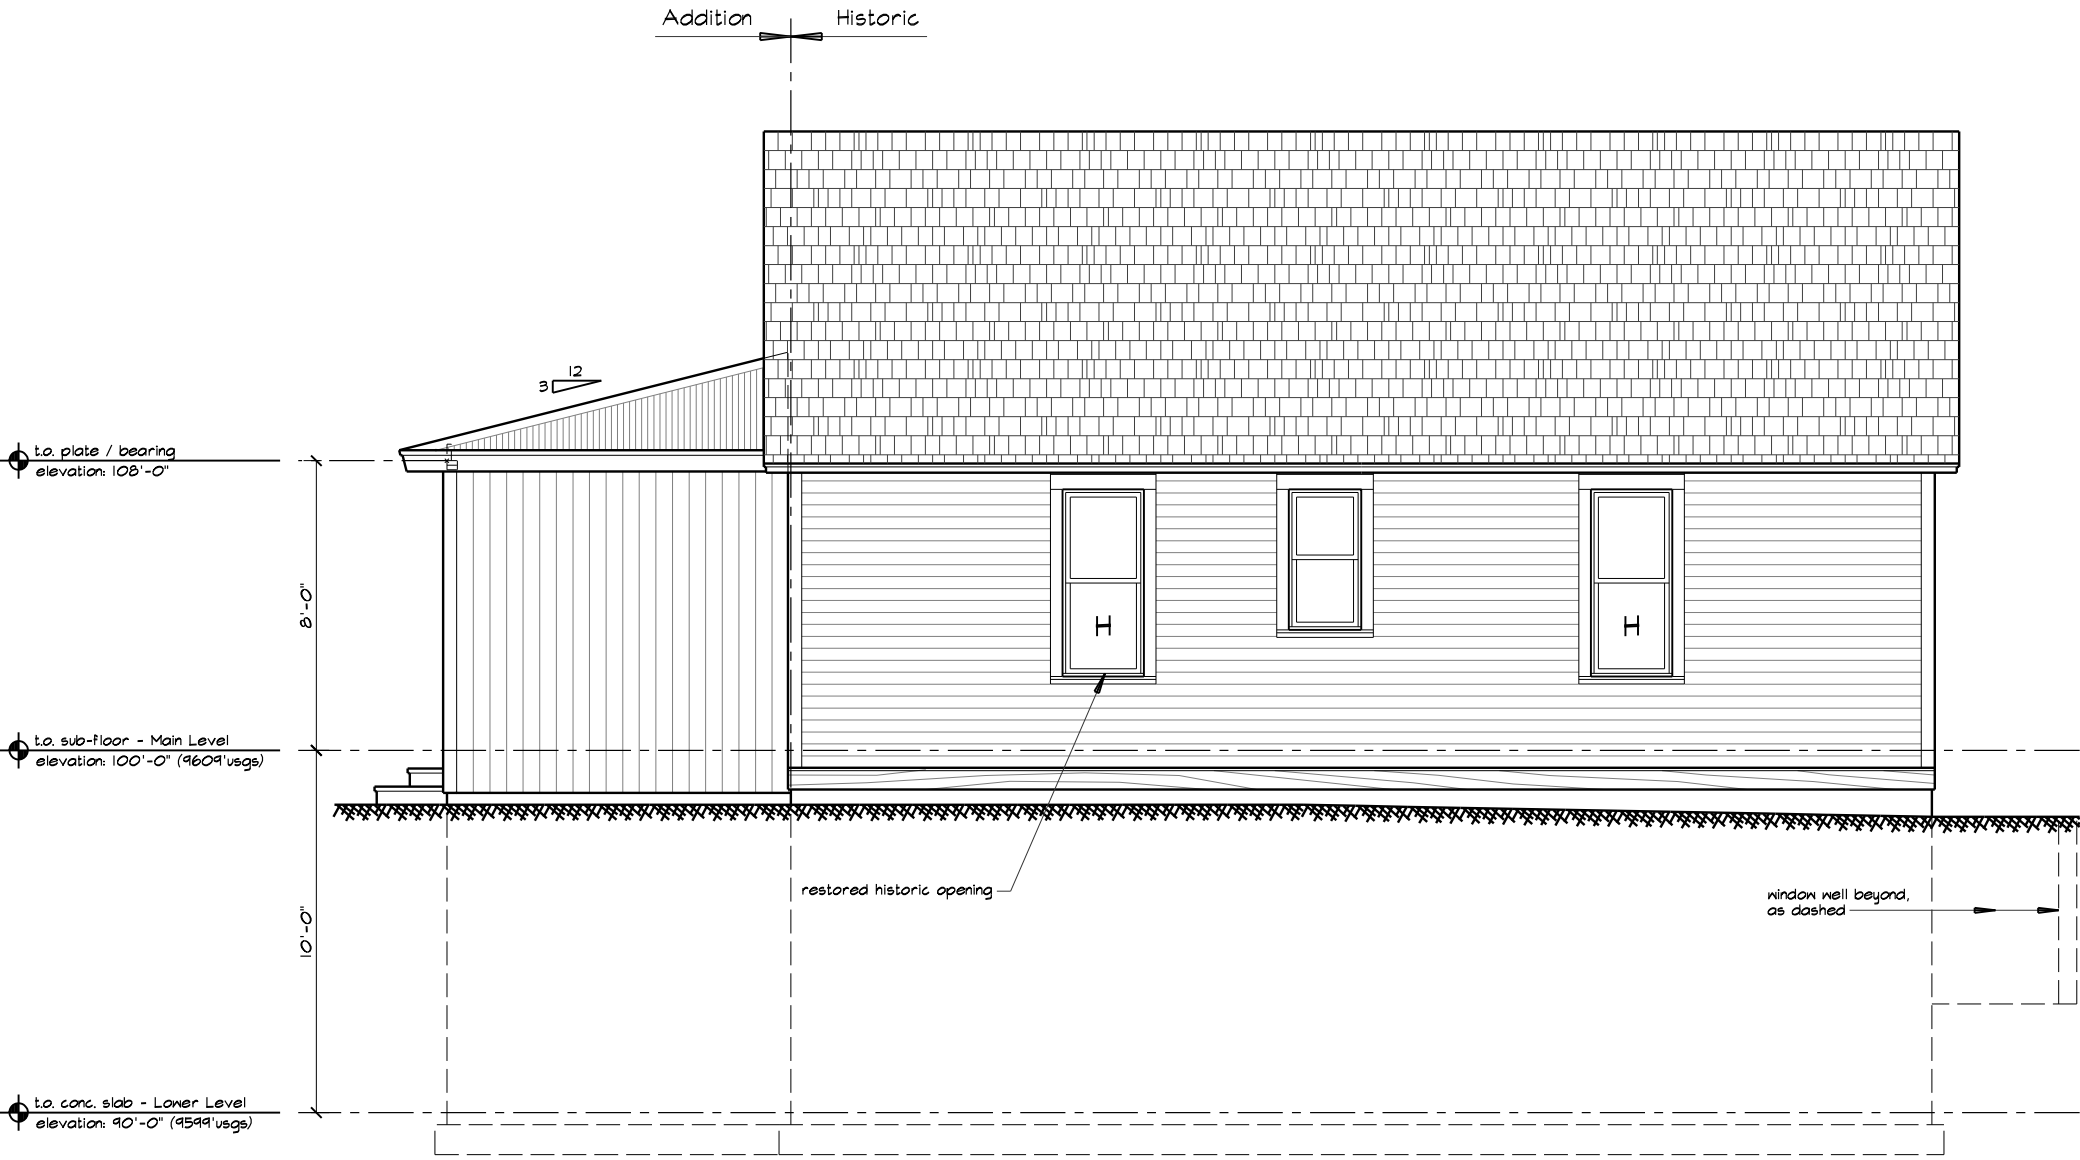 Addition
Historic
12
3
t.o. plate / bearing
elevation: 108'-0"
8'-0"
H
H
t.o. sub-floor - Main Level
elevation: 100'-0" (9609'usgs)
restored historic opening
window well beyond,
as dashed
10'-0"
t.o. conc. slab - Lower Level
elevation: 90'-0" (9599'usgs)